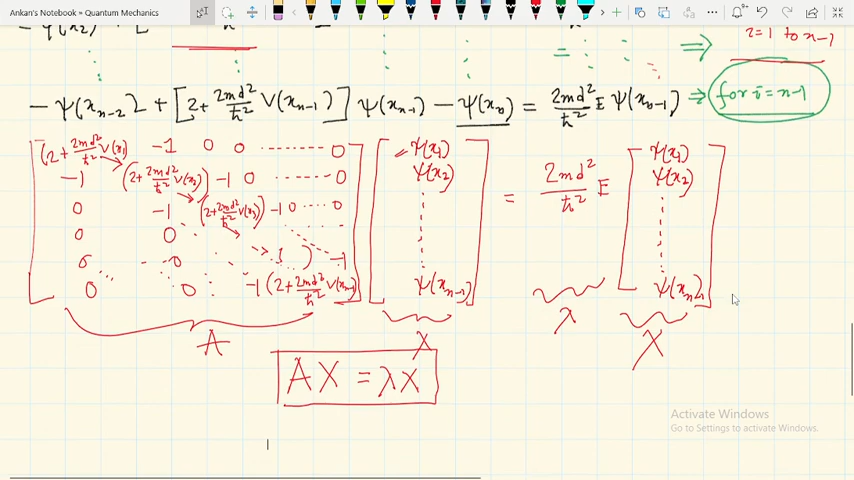 Ankan's Notebook » Quantum Mechanics
- ψ(x₂) + [
= ⇒ i=1 to n-1
- ψ(xₙ₋₂) + [2 + 2md²/ħ² V(xₙ₋₁)] ψ(xₙ₋₁) - ψ(xₙ) = 2md²/ħ² E ψ(xₙ₋₁) ⇒ for i=n-1
[ (2+2md²/ħ² V(x₁) -1 0 0 ........ 0 ] [ ψ(x₁) ] = 2md²/ħ² E [ ψ(x₁) ]
-1 (2+2md²/ħ² V(x₂)) -1 0 ...... 0 ψ(x₂) ψ(x₂)
0 -1 (2+2md²/ħ² V(x₃)) -1 0 .... 0
0 0
0 0 ( ) -1
0 0 -1 (2+2md²/ħ² V(xₙ₋₁) ψ(xₙ₋₁) ψ(xₙ₋₁)
A X λ X
AX = λX
Activate Windows
Go to Settings to activate Windows.